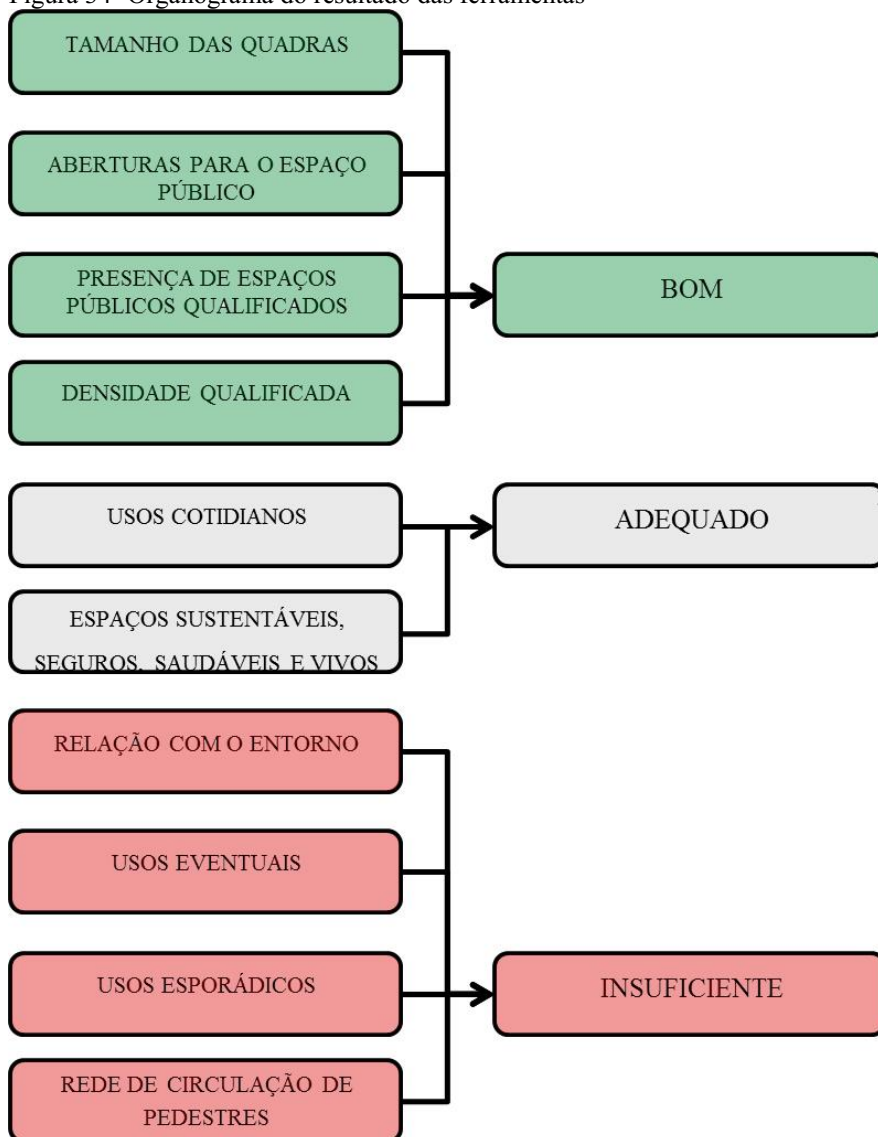 Figura 34- Organograma do resultado das ferramentas
TAMANHO DAS QUADRAS
ABERTURAS PARA O ESPAÇO
PÚBLICO
PRESENÇA DE ESPAÇOS
PÚBLICOS QUALIFICADOS
BOM
DENSIDADE QUALIFICADA
USOS COTIDIANOS
ADEQUADO
ESPAÇOS SUSTENTÁVEIS,
SEGUROS, SAUDÁVEIS E VIVOS
RELAÇÃO COM O ENTORNO
USOS EVENTUAIS
USOS ESPORÁDICOS
INSUFICIENTE
REDE DE CIRCULAÇÃO DE
PEDESTRES